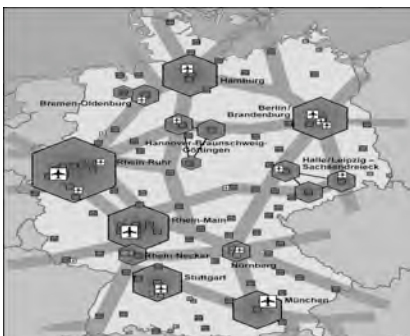 Hamburg
Bremen-Oldenburg
Berlin/
Brandenburg
Hannover-Braunschweig-
Göttingen
Rhein-Ruhr
Halle/Leipzig –
Sachsendreieck
Rhein-Main
Rhein-Neckar
Nürnberg
Stuttgart
München